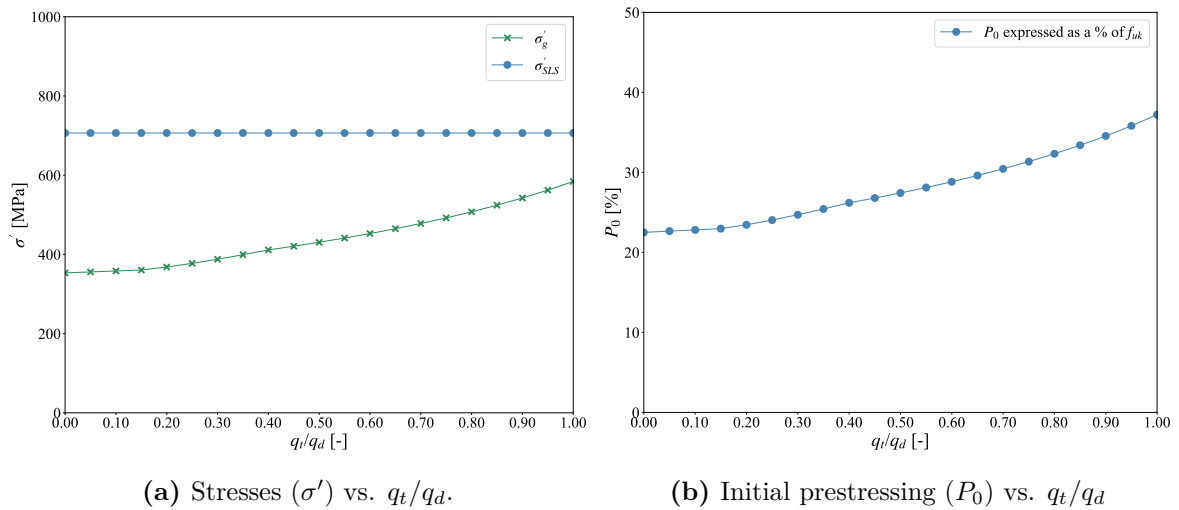 1000
800
600
400
200
0
σ′ [MPa]
σ′g
σ′SLS
0.00 0.10 0.20 0.30 0.40 0.50 0.60 0.70 0.80 0.90 1.00
qt/qd [-]
(a) Stresses (σ′) vs. qt/qd.
50
40
30
20
10
0
P0 [%]
P0 expressed as a % of fuk
0.00 0.10 0.20 0.30 0.40 0.50 0.60 0.70 0.80 0.90 1.00
qt/qd [-]
(b) Initial prestressing (P0) vs. qt/qd